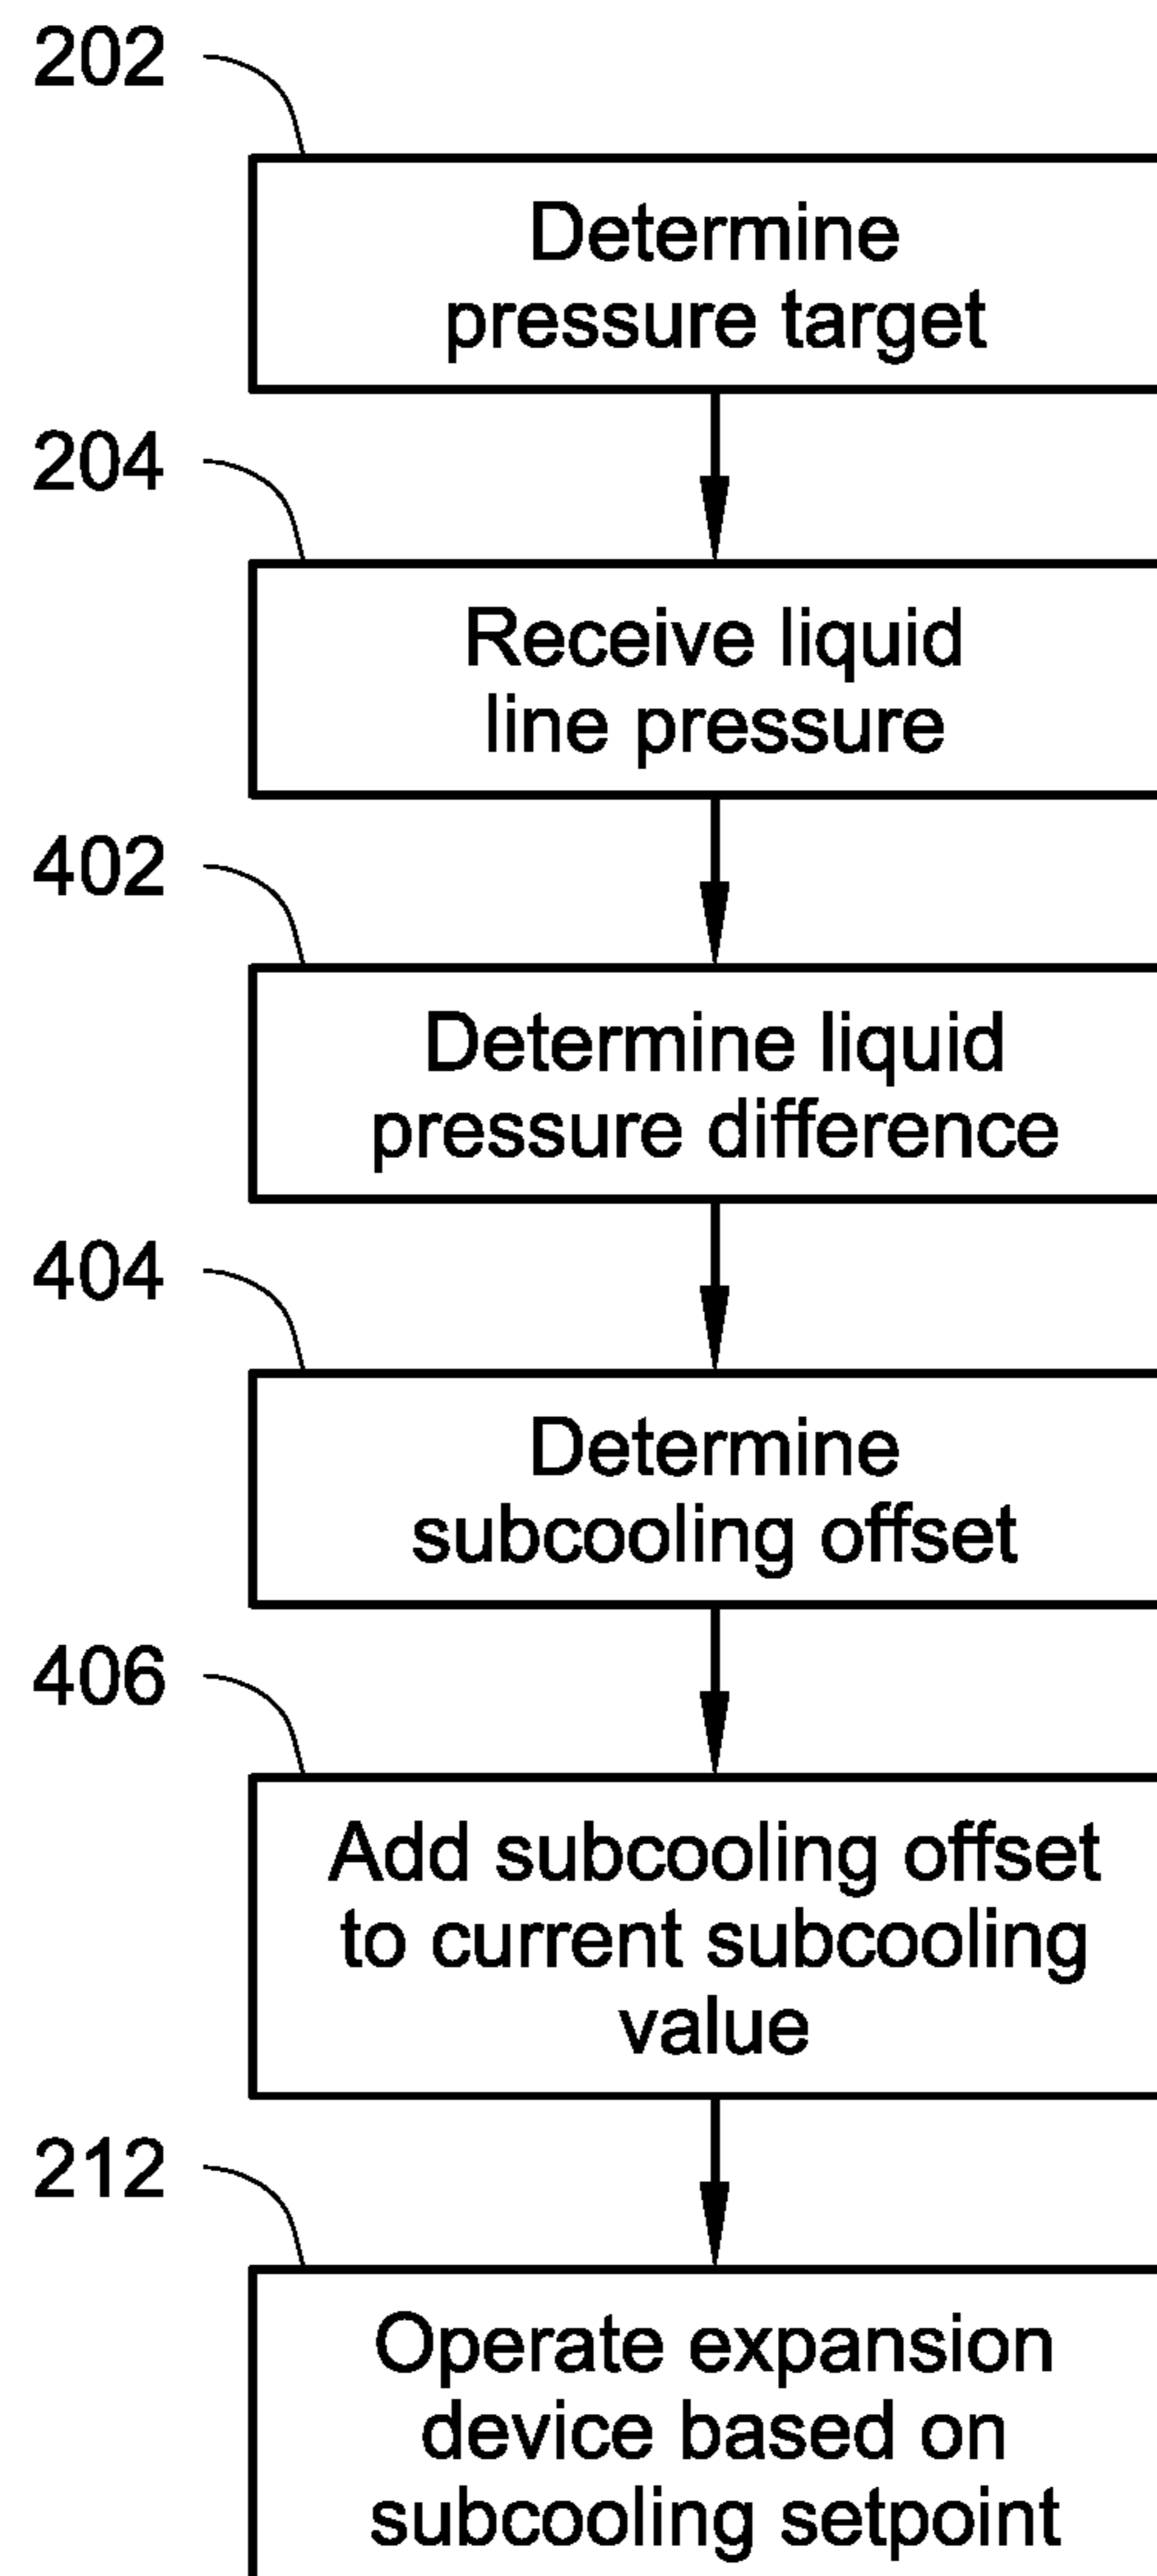 202
Determine
pressure target
204
Receive liquid
line pressure
402
Determine liquid
pressure difference
404
Determine
subcooling offset
406
Add subcooling offset
to current subcooling
value
212
Operate expansion
device based on
subcooling setpoint